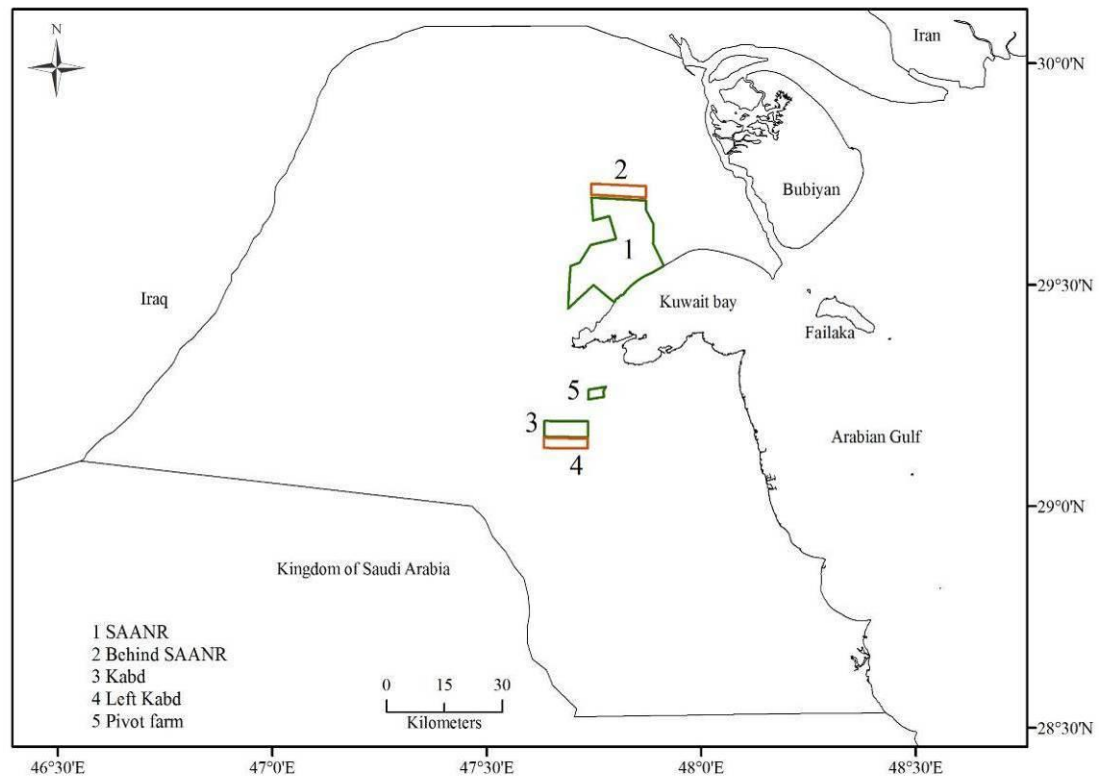 N
Iran
30°0'N
2
Bubiyan
1
29°30'N
Iraq
Kuwait bay
Failaka
5
3
Arabian Gulf
4
29°0'N
Kingdom of Saudi Arabia
1 SAANR
2 Behind SAANR
3 Kabd
4 Left Kabd
5 Pivot farm
0 15 30
Kilometers
28°30'N
46°30'E 47°0'E 47°30'E 48°0'E 48°30'E